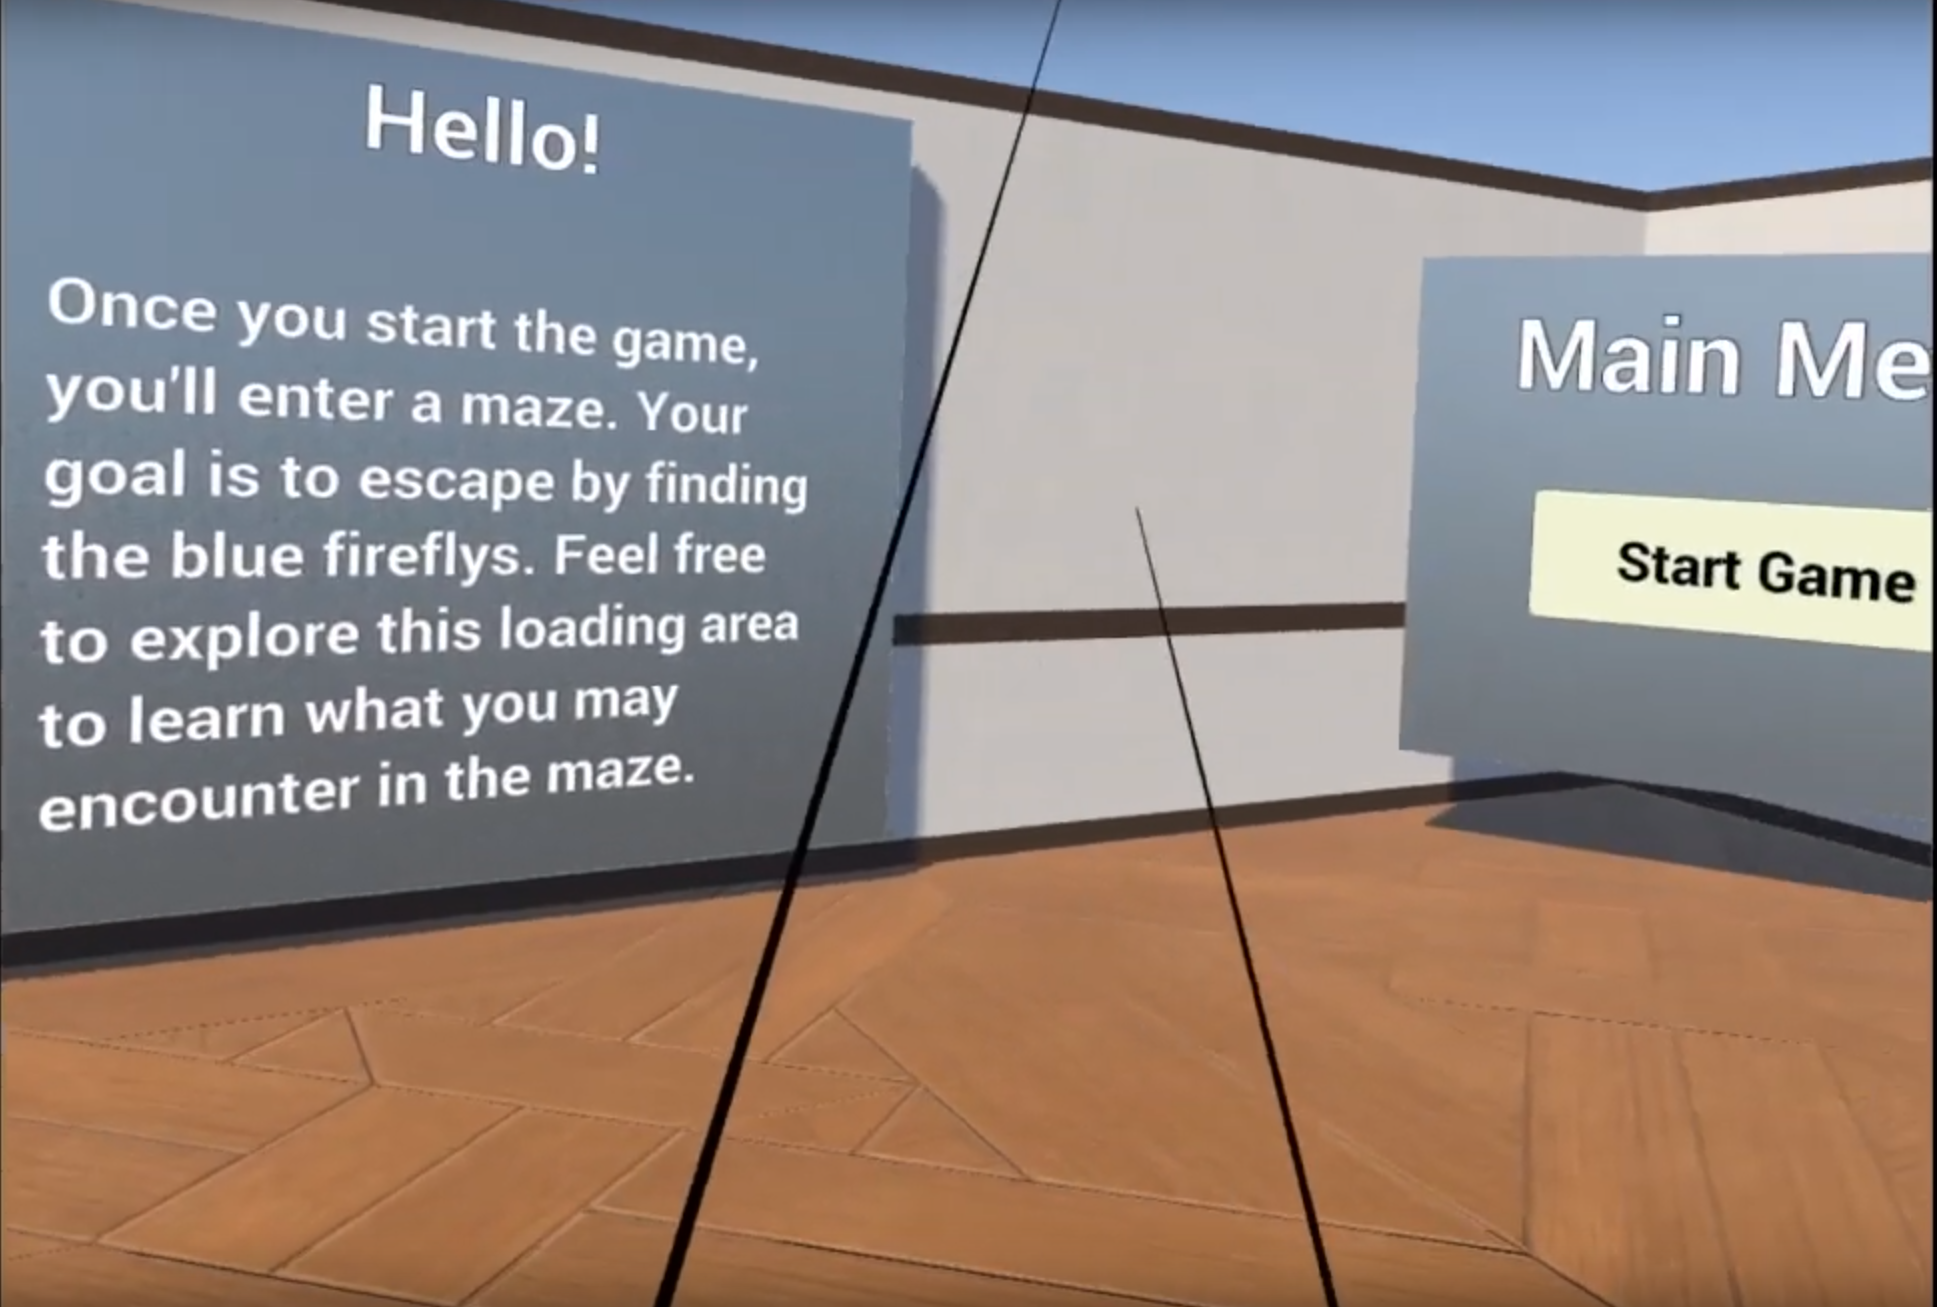 Hello!
Once you start the game,
you'll enter a maze. Your
goal is to escape by finding
the blue fireflys. Feel free
to explore this loading area
to learn what you may
encounter in the maze.
Main Me
Start Game